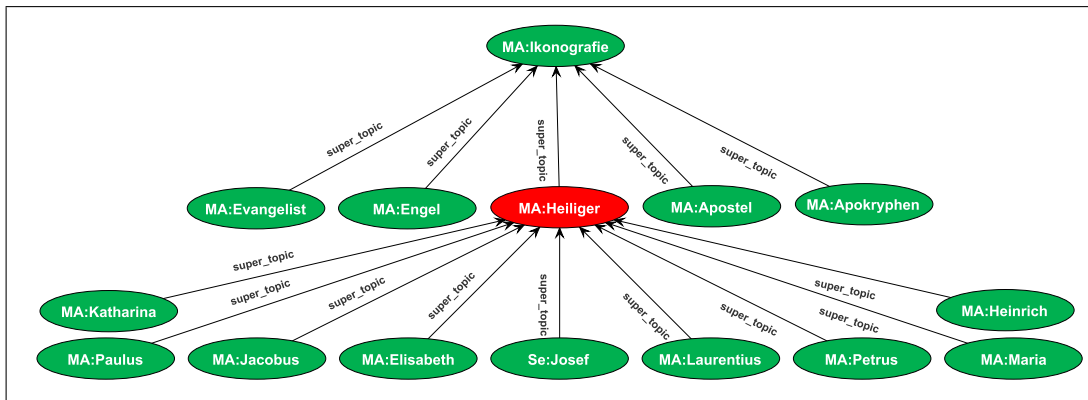 MA:Ikonografie
super_topic
super_topic
super_topic
super_topic
super_topic
MA:Evangelist
MA:Engel
MA:Heiliger
MA:Apostel
MA:Apokryphen
super_topic
super_topic
super_topic
super_topic
super_topic
super_topic
super_topic
super_topic
super_topic
MA:Katharina
MA:Heinrich
MA:Paulus
MA:Jacobus
MA:Elisabeth
Se:Josef
MA:Laurentius
MA:Petrus
MA:Maria